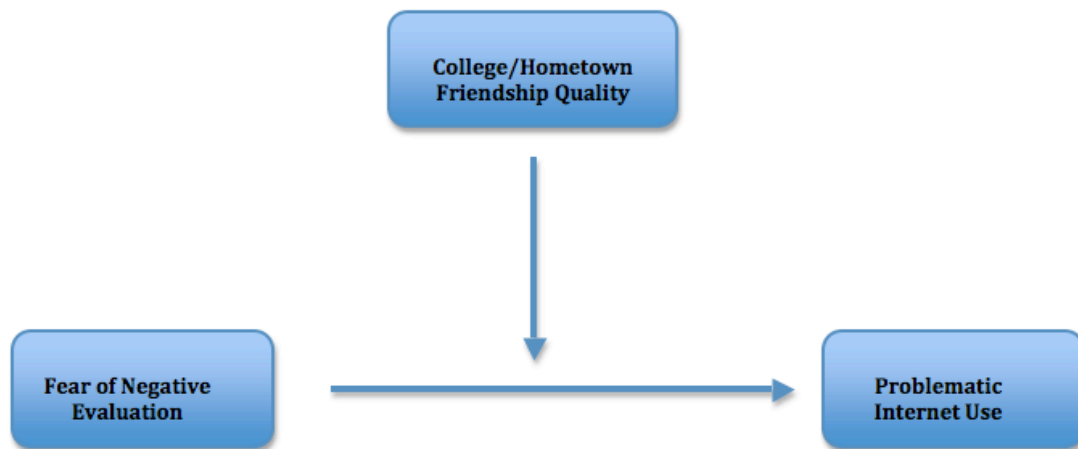 College/Hometown
Friendship Quality
Fear of Negative
Evaluation
Problematic
Internet Use